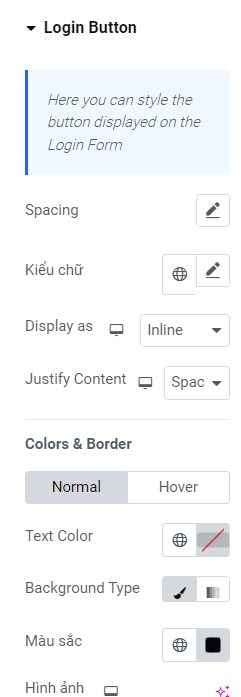 Login Button
Here you can style the
button displayed on the
Login Form
Spacing
Kiểu chữ
Display as
Inline
Justify Content
Spac
Colors & Border
Normal
Hover
Text Color
Background Type
Màu sắc
Hình ảnh